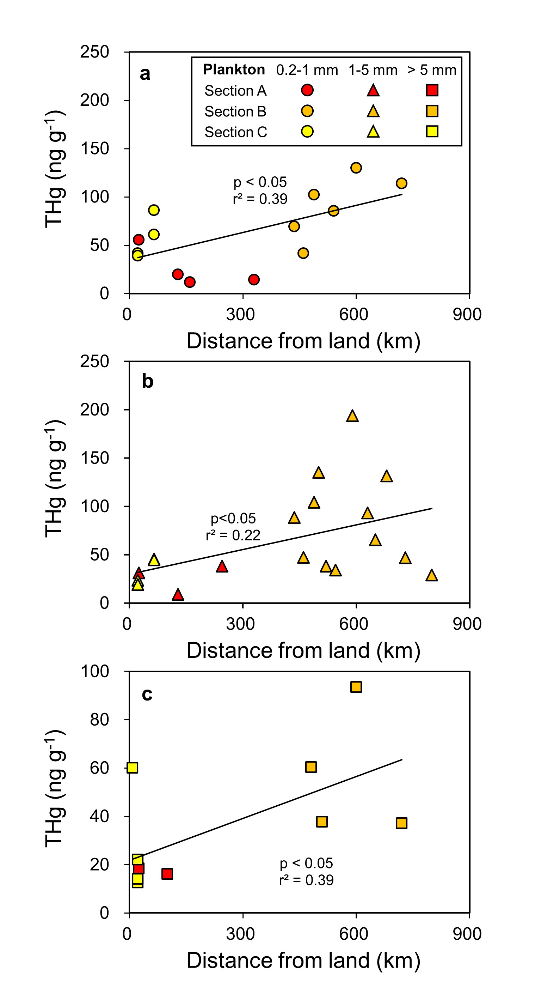 250
200
150
100
50
0
THg (ng g-1)
a
Plankton 0.2-1 mm 1-5 mm > 5 mm
Section A
Section B
Section C
p < 0.05
r² = 0.39
0 300 600 900
Distance from land (km)
250
200
150
100
50
0
THg (ng g-1)
b
p<0.05
r² = 0.22
0 300 600 900
Distance from land (km)
100
80
60
40
20
0
THg (ng g-1)
c
p < 0.05
r² = 0.39
0 300 600 900
Distance from land (km)